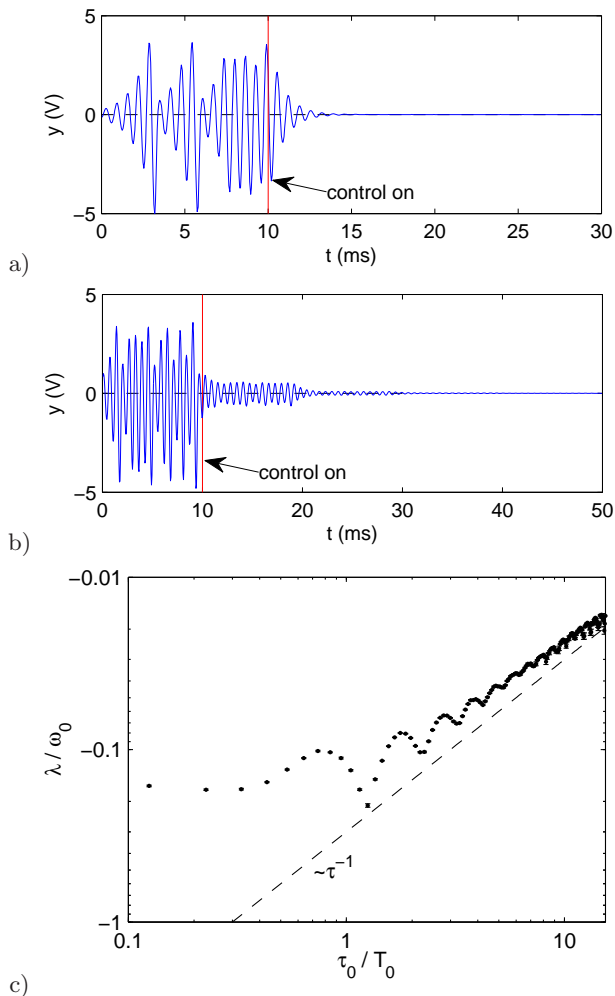 5
y (V)
0
−5
control on
0 5 10 15 20 25 30
t (ms)
a)
5
y (V)
0
−5
control on
0 10 20 30 40 50
t (ms)
b)
−0.01
−0.1
λ / ω₀
−1
~τ⁻¹
0.1 1 10
τ₀ / T₀
c)